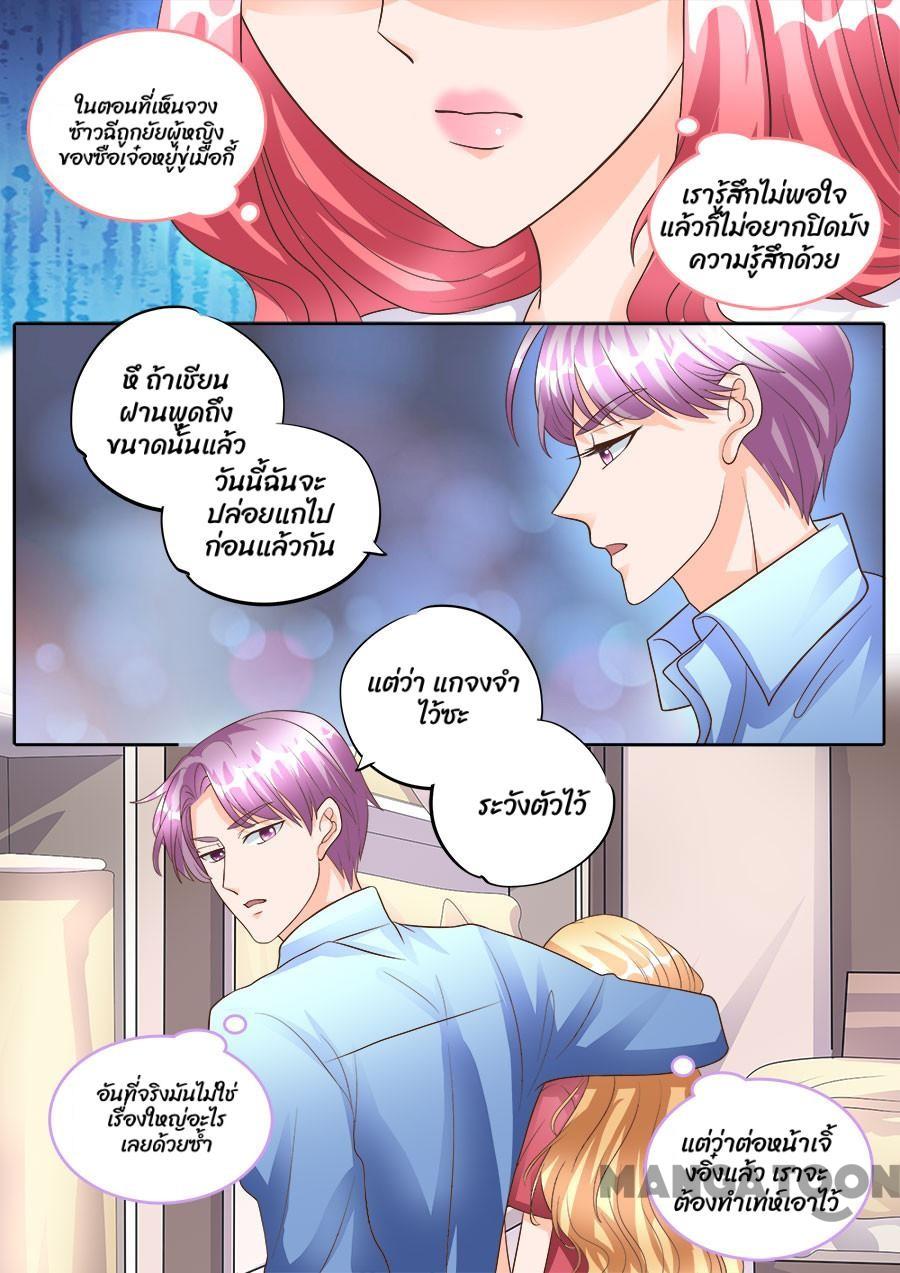 ในตอนที่เห็นจวง
ซ้าวฉีถูกยัยผู้หญิง
ของซือเจ๋อหยู่ขู่เมื่อกี้
เรารู้สึกไม่พอใจ
แล้วก็ไม่อยากปิดบัง
ความรู้สึกด้วย
หึ ถ้าเชียน
ฝานพูดถึง
ขนาดนั้นแล้ว
วันนี้ฉันจะ
ปล่อยแกไป
ก่อนแล้วกัน
แต่ว่า แกจงจำ
ไว้ซะ
ระวังตัวไว้
อันที่จริงมันไม่ใช่
เรื่องใหญ่อะไร
เลยด้วยซ้ำ
แต่ว่าต่อหน้าเจิ้
งอิ๋งแล้ว เราจะ
ต้องทำเท่ห์เอาไว้
MANGATOON